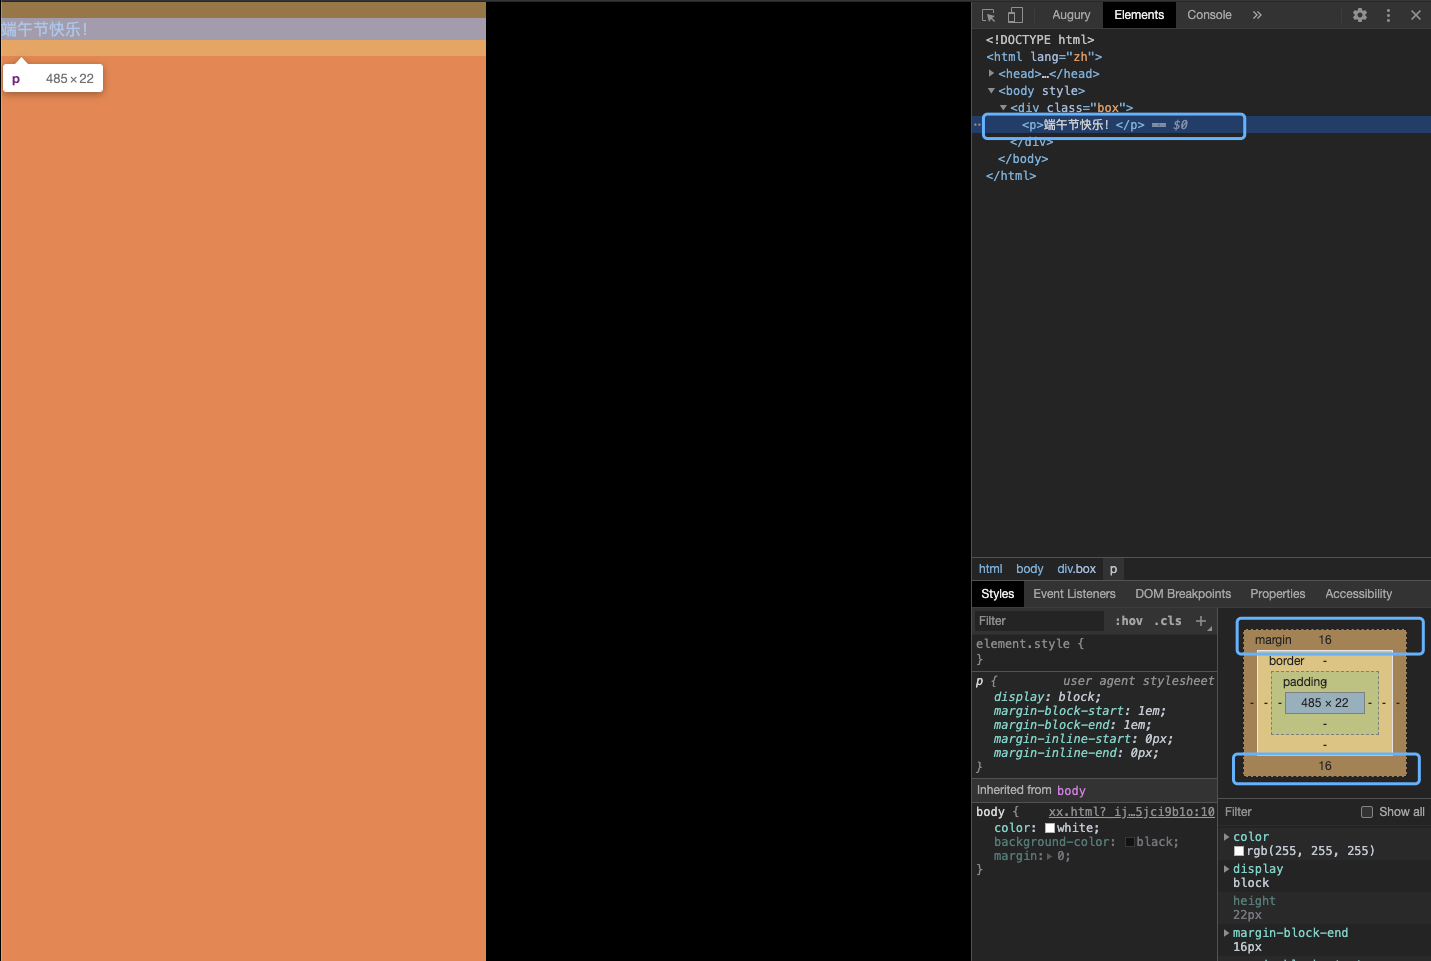 端午节快乐！
p 485 × 22
Augury Elements Console »
<!DOCTYPE html>
<html lang="zh">
<head>…</head>
<body style>
<div class="box">
<p>端午节快乐！</p> == $0
</div>
</body>
</html>
html body div.box p
Styles Event Listeners DOM Breakpoints Properties Accessibility
Filter :hov .cls +
element.style {
}
p { user agent stylesheet
display: block;
margin-block-start: 1em;
margin-block-end: 1em;
margin-inline-start: 0px;
margin-inline-end: 0px;
}
Inherited from body
body { xx.html? ij…5jci9b1o:10
color: white;
background-color: black;
margin: 0;
}
margin 16
border -
padding -
- - - 485 × 22 - - -
-
-
16
Filter Show all
color
rgb(255, 255, 255)
display
block
height
22px
margin-block-end
16px